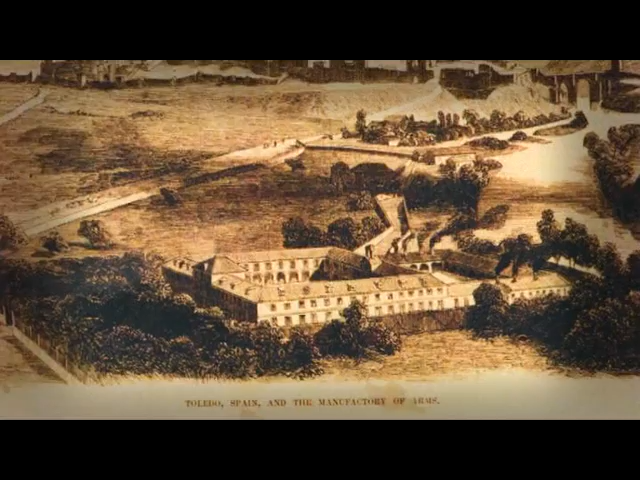 TOLEDO, SPAIN, AND THE MANUFACTORY OF ARMS.